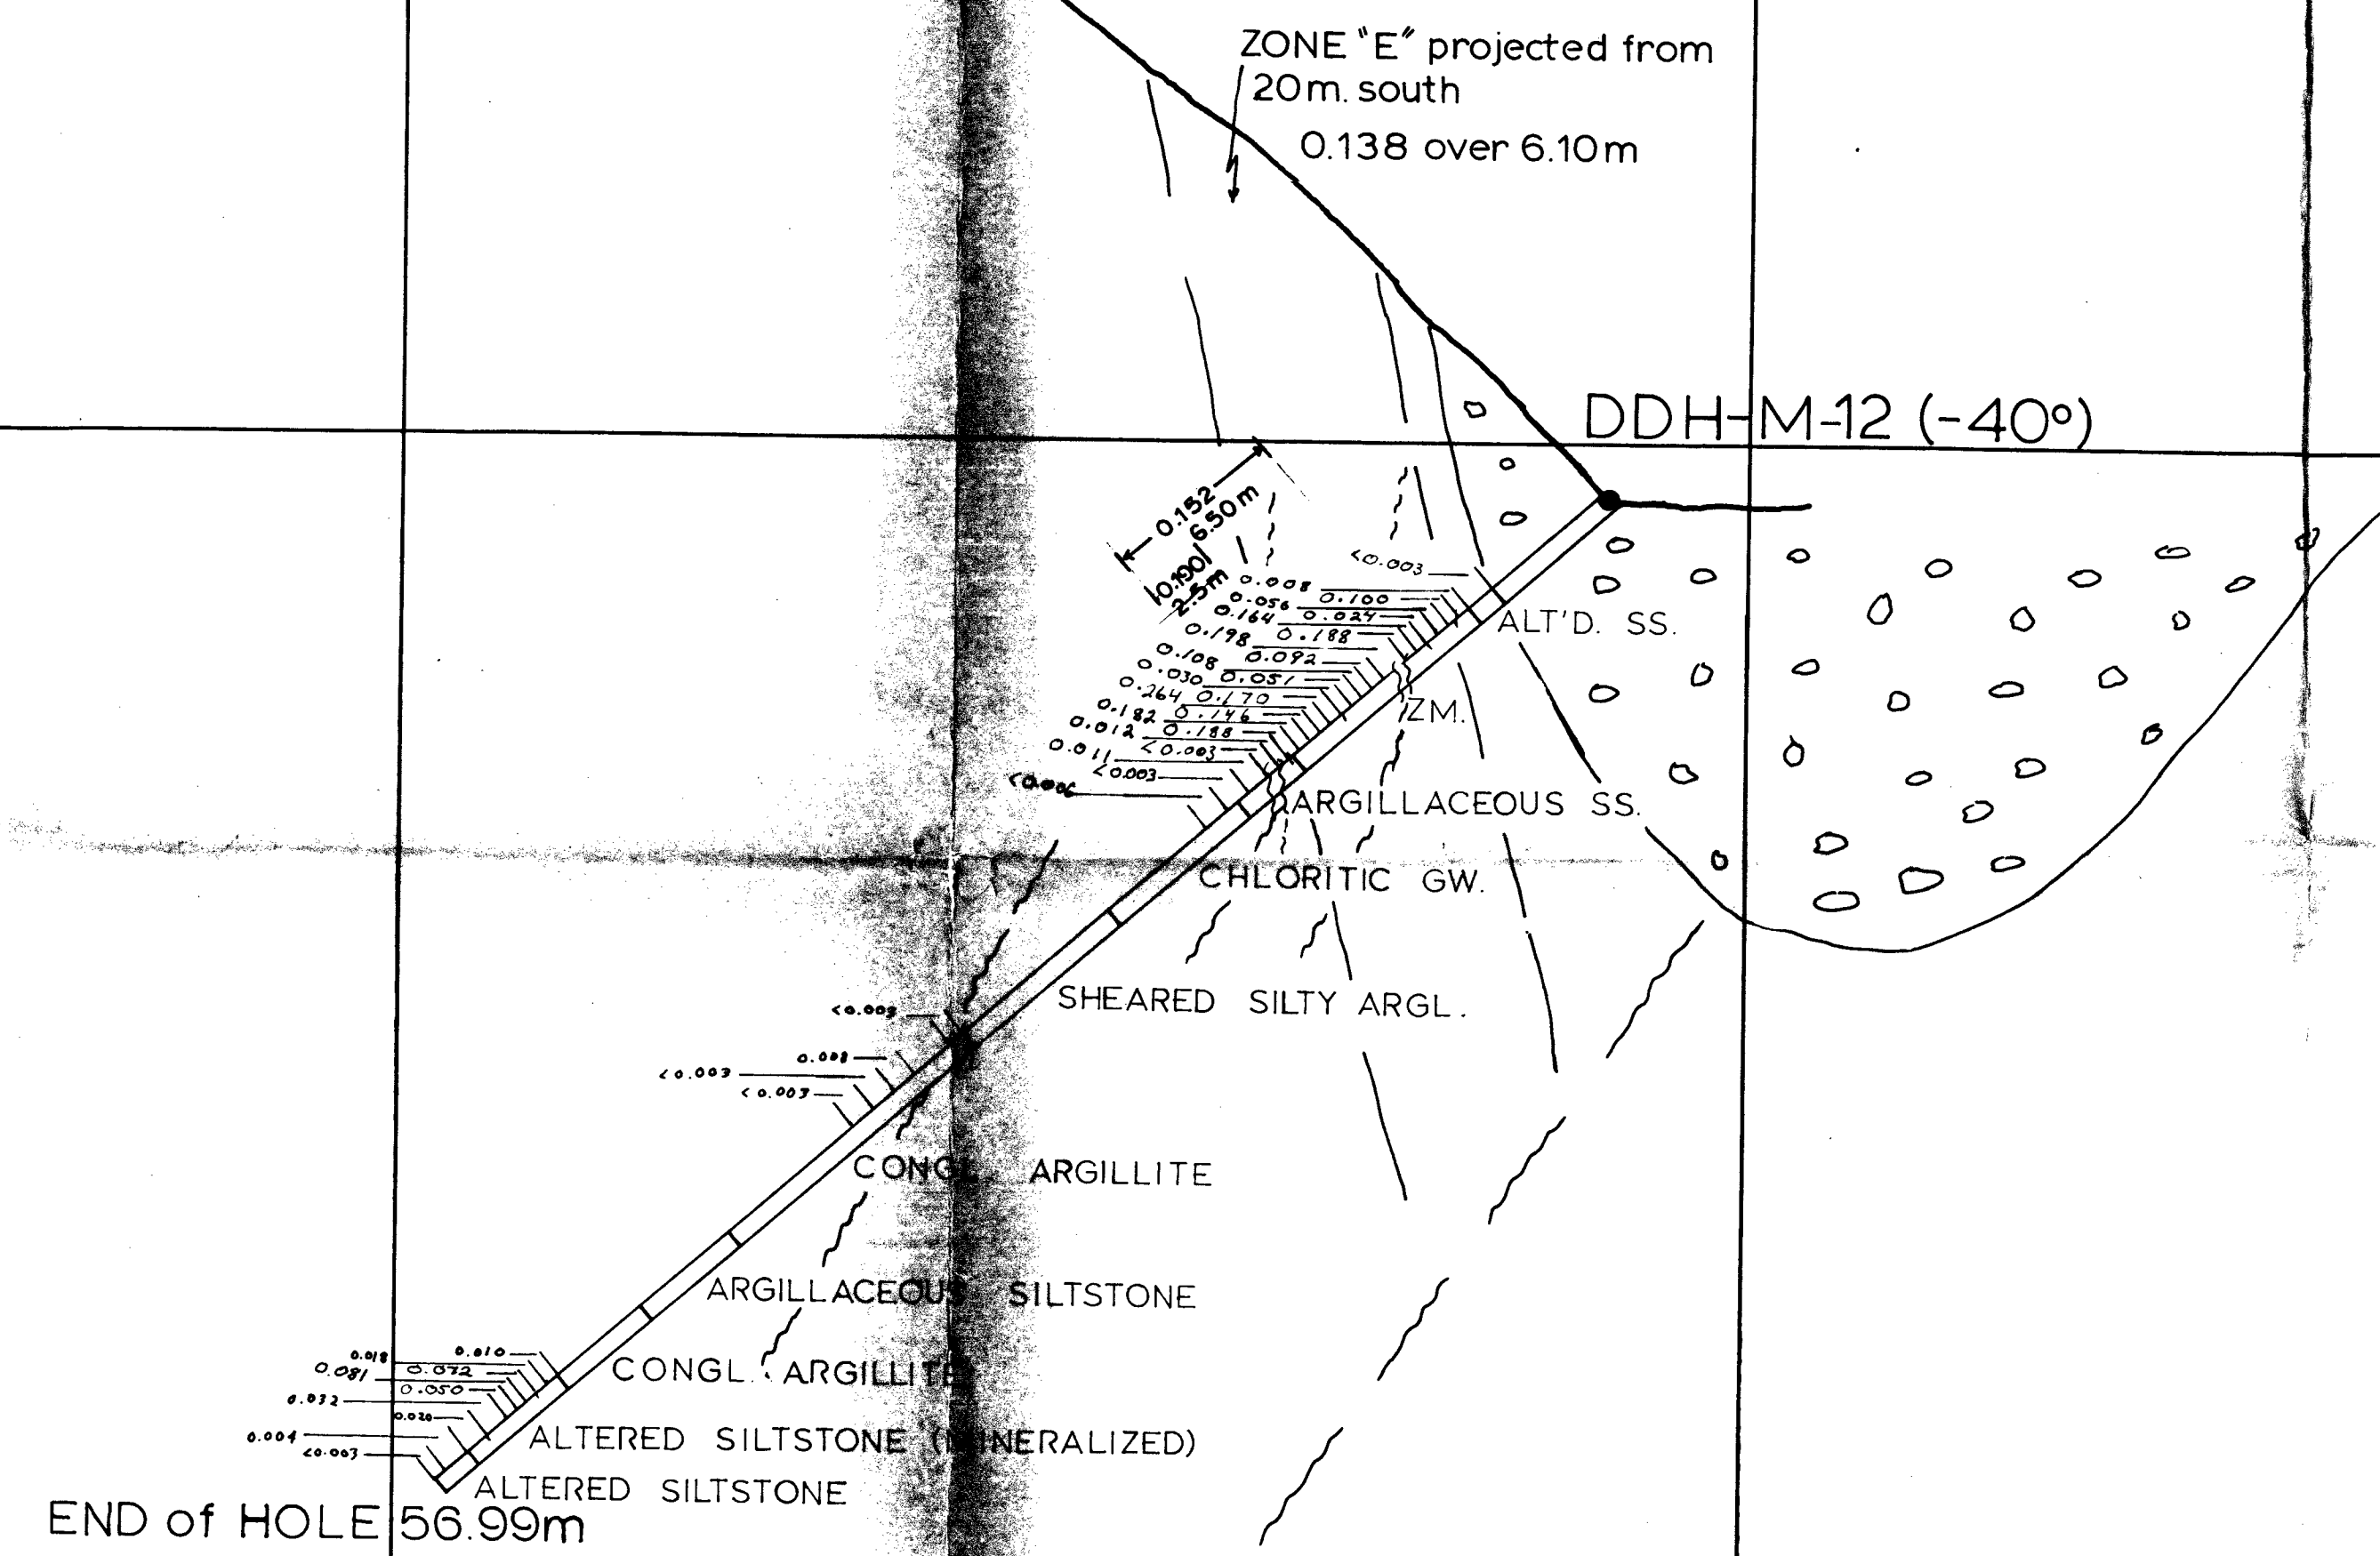 ZONE "E" projected from
20m. south
0.138 over 6.10m
DDH-M-12 (-40°)
0.152
6.50m
0.190/
2.5m
<0.003
0.008
0.100
0.056
0.024
0.164
0.188
0.198
0.092
0.108
0.051
0.030
0.170
0.264
0.146
0.182
0.188
0.012
<0.003
0.011
<0.003
<0.006
ALT'D. SS.
ZM.
ARGILLACEOUS SS.
CHLORITIC GW.
SHEARED SILTY ARGL.
<0.003
0.008
<0.003
<0.003
CONGL. ARGILLITE
ARGILLACEOUS SILTSTONE
0.010
0.018
0.072
0.081
0.050
0.032
0.020
0.004
<0.003
CONGL. ARGILLITE
ALTERED SILTSTONE (MINERALIZED)
ALTERED SILTSTONE
END of HOLE 56.99m